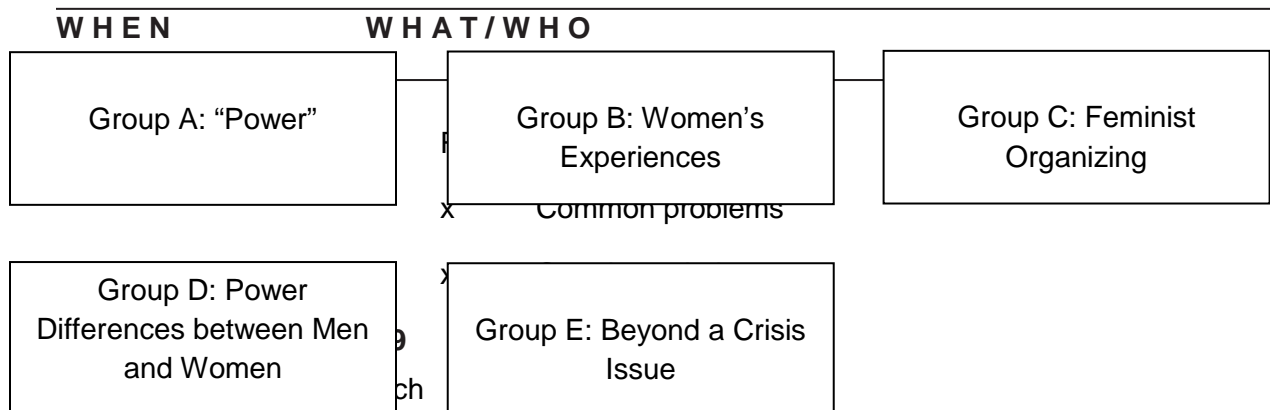 WHEN WHAT/WHO
Group A: “Power”
Group B: Women’s
Experiences
Group C: Feminist
Organizing
x Common problems
Group D: Power
Differences between Men
and Women
Group E: Beyond a Crisis
Issue
x
9
ch